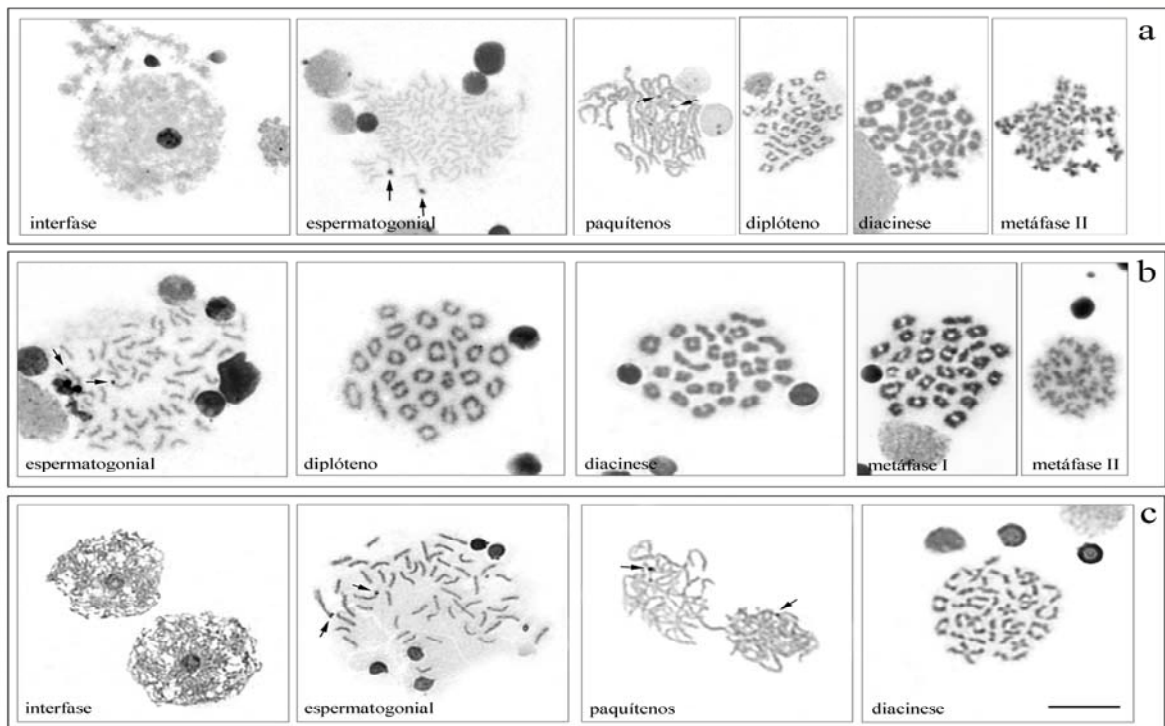 a
interfase
espermatogonial
paquítenos
diplóteno
diacinese
metáfase II
b
espermatogonial
diplóteno
diacinese
metáfase I
metáfase II
c
interfase
espermatogonial
paquítenos
diacinese